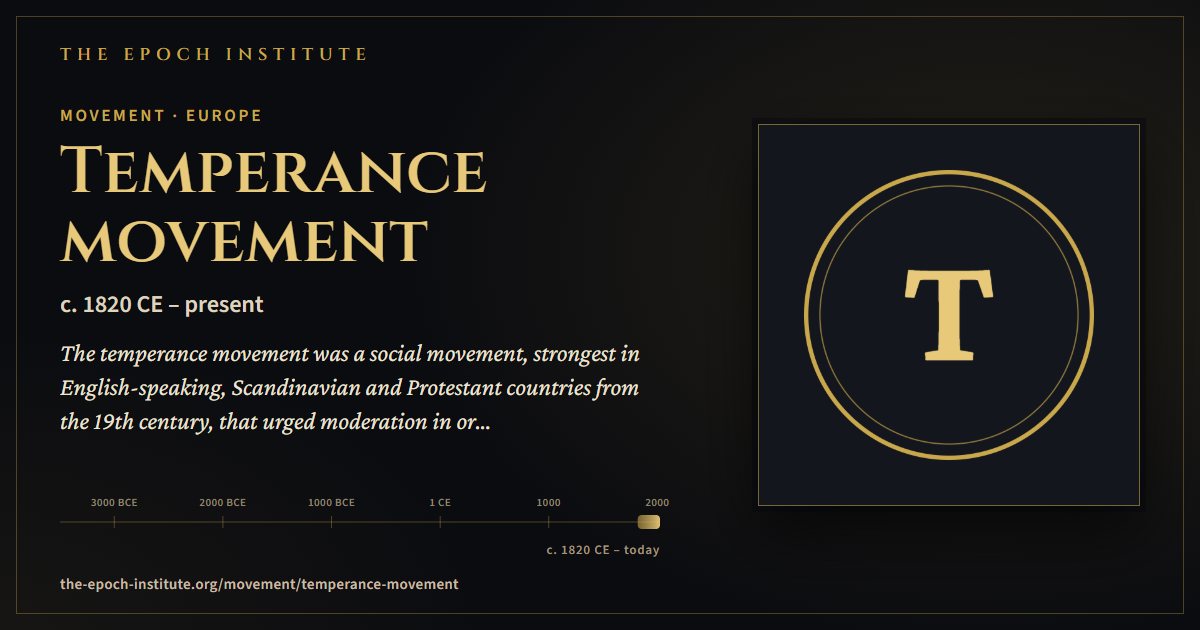 THE EPOCH INSTITUTE
MOVEMENT · EUROPE
TEMPERANCE
MOVEMENT
c. 1820 CE – present
The temperance movement was a social movement, strongest in
English-speaking, Scandinavian and Protestant countries from
the 19th century, that urged moderation in or…
T
3000 BCE 2000 BCE 1000 BCE 1 CE 1000 2000
c. 1820 CE – today
the-epoch-institute.org/movement/temperance-movement